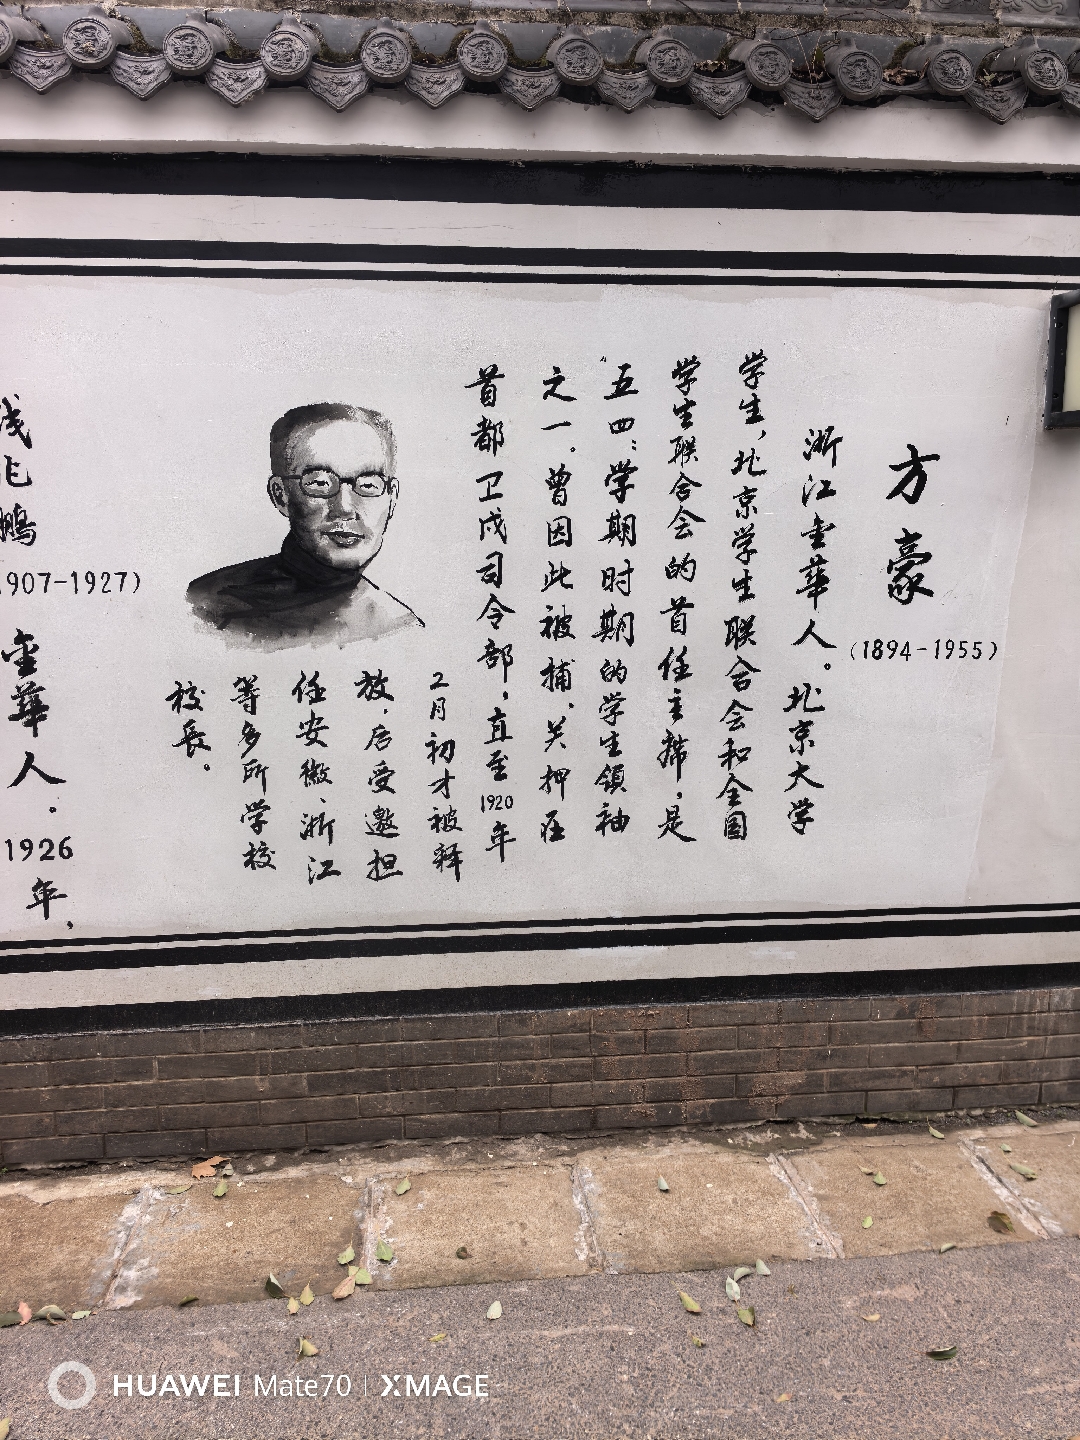 方豪
(1894-1955)
浙江金華人。北京大学
学生,北京学生联合会和全国
学生联合会的首任主席,是
“五四:学期时期的学生領袖
之一。曾因此被捕、关押在
首都卫戍司令部,直至1920年
2月初才被释
放,后受邀担
任安徽、浙江
等多所学校
校長。
浅兆鹏
1907-1927)
金華人。
1926
年,
HUAWEI Mate70 | XMAGE